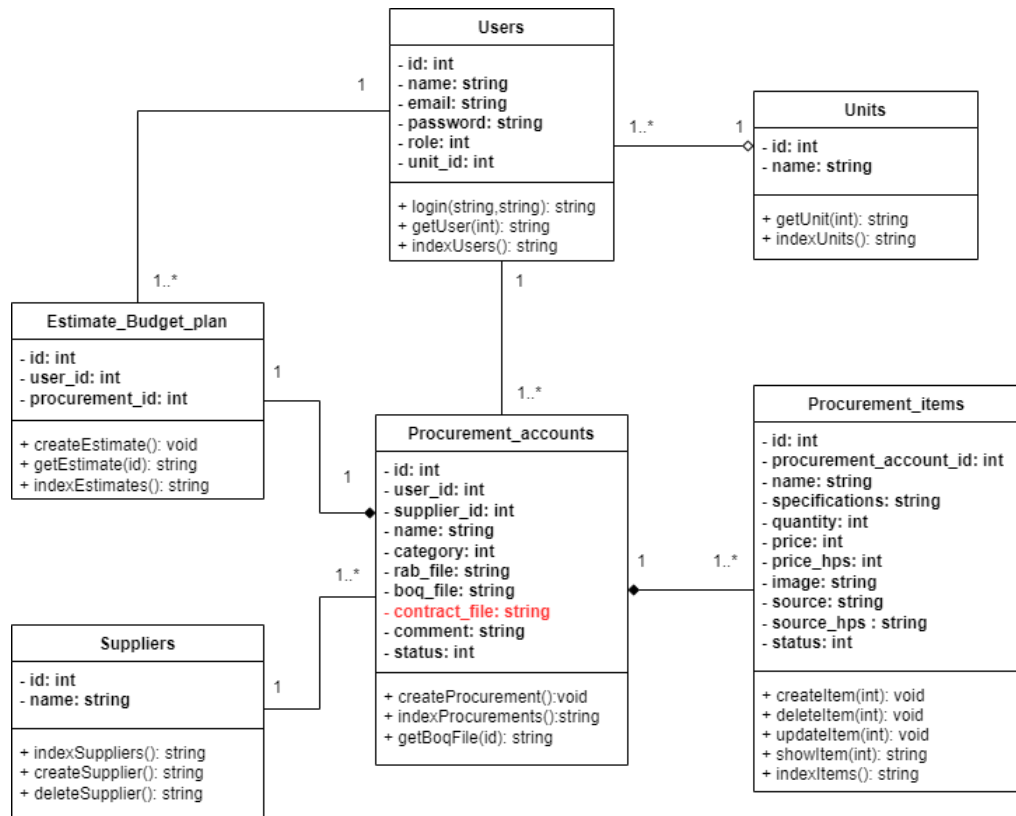 Users
- id: int
- name: string
- email: string
- password: string
- role: int
- unit_id: int
+ login(string,string): string
+ getUser(int): string
+ indexUsers(): string
1
1..*
1..*
1
Units
- id: int
- name: string
+ getUnit(int): string
+ indexUnits(): string
1
1..*
Estimate_Budget_plan
- id: int
- user_id: int
- procurement_id: int
+ createEstimate(): void
+ getEstimate(id): string
+ indexEstimates(): string
1
1
Procurement_accounts
- id: int
- user_id: int
- supplier_id: int
- name: string
- category: int
- rab_file: string
- boq_file: string
- contract_file: string
- comment: string
- status: int
+ createProcurement():void
+ indexProcurements():string
+ getBoqFile(id): string
1
1..*
Procurement_items
- id: int
- procurement_account_id: int
- name: string
- specifications: string
- quantity: int
- price: int
- price_hps: int
- image: string
- source: string
- source_hps : string
- status: int
+ createItem(int): void
+ deleteItem(int): void
+ updateItem(int): void
+ showItem(int): string
+ indexItems(): string
1..*
1
Suppliers
- id: int
- name: string
+ indexSuppliers(): string
+ createSupplier(): string
+ deleteSupplier(): string